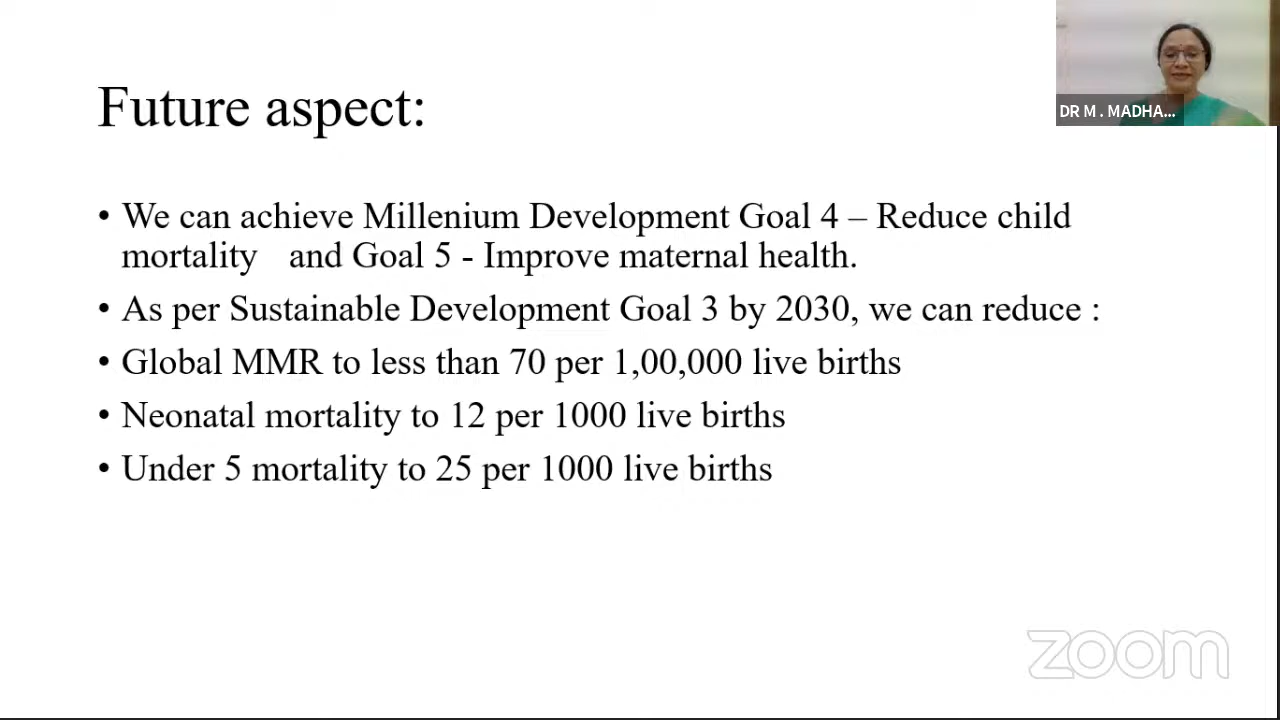 DR M . MADHA...
Future aspect:
• We can achieve Millenium Development Goal 4 – Reduce child
mortality and Goal 5 - Improve maternal health.
• As per Sustainable Development Goal 3 by 2030, we can reduce :
• Global MMR to less than 70 per 1,00,000 live births
• Neonatal mortality to 12 per 1000 live births
• Under 5 mortality to 25 per 1000 live births
zoom